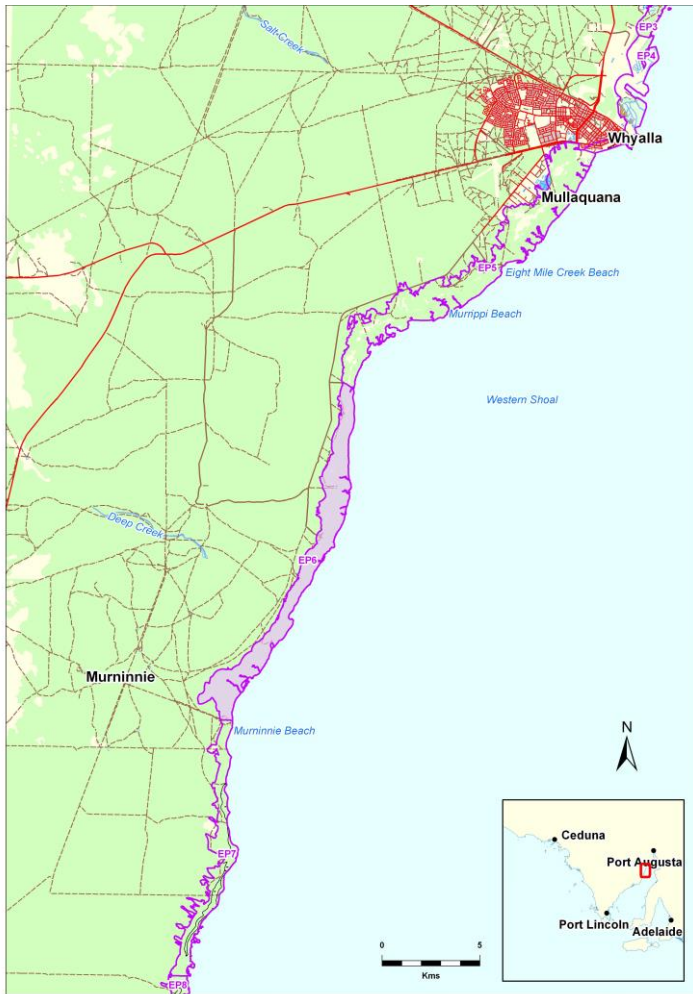 EP3
Salt Creek
EP4
Whyalla
Mullaquana
EP5
Eight Mile Creek Beach
Murrippi Beach
Western Shoal
Deep Creek
EP6
Murninnie
Murninnie Beach
N
Ceduna
Port Augusta
EP7
Port Lincoln
Adelaide
0 5
Kms
EP8